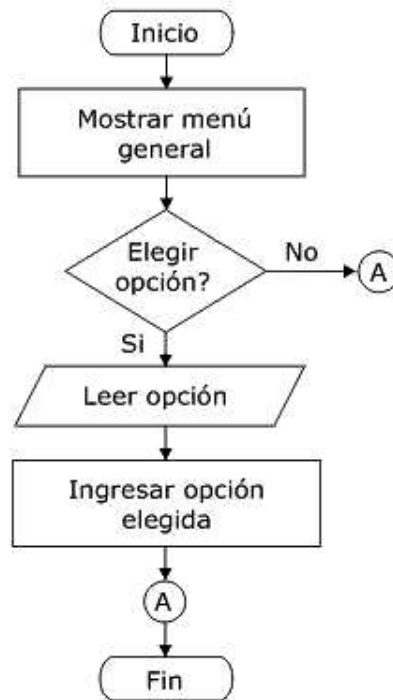 Inicio
Mostrar menú
general
Elegir
opción?
No
A
Si
Leer opción
Ingresar opción
elegida
A
Fin